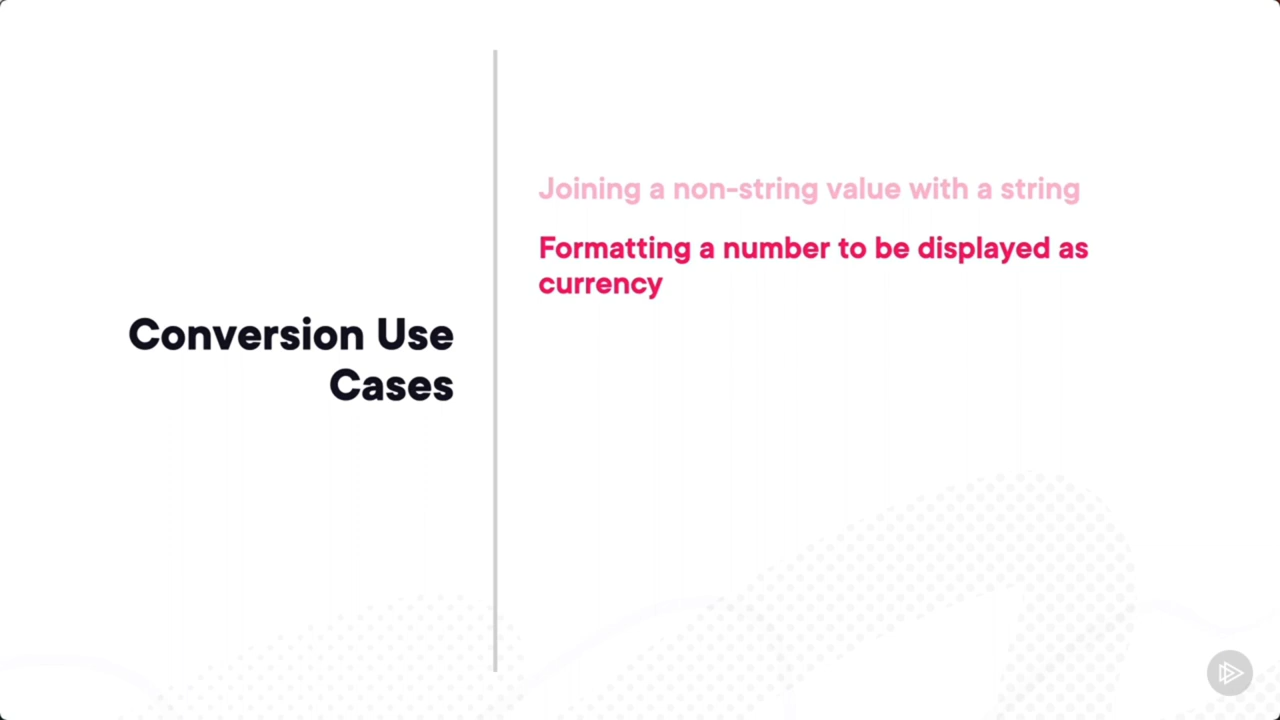 Conversion Use
Cases
Joining a non-string value with a string
Formatting a number to be displayed as
currency